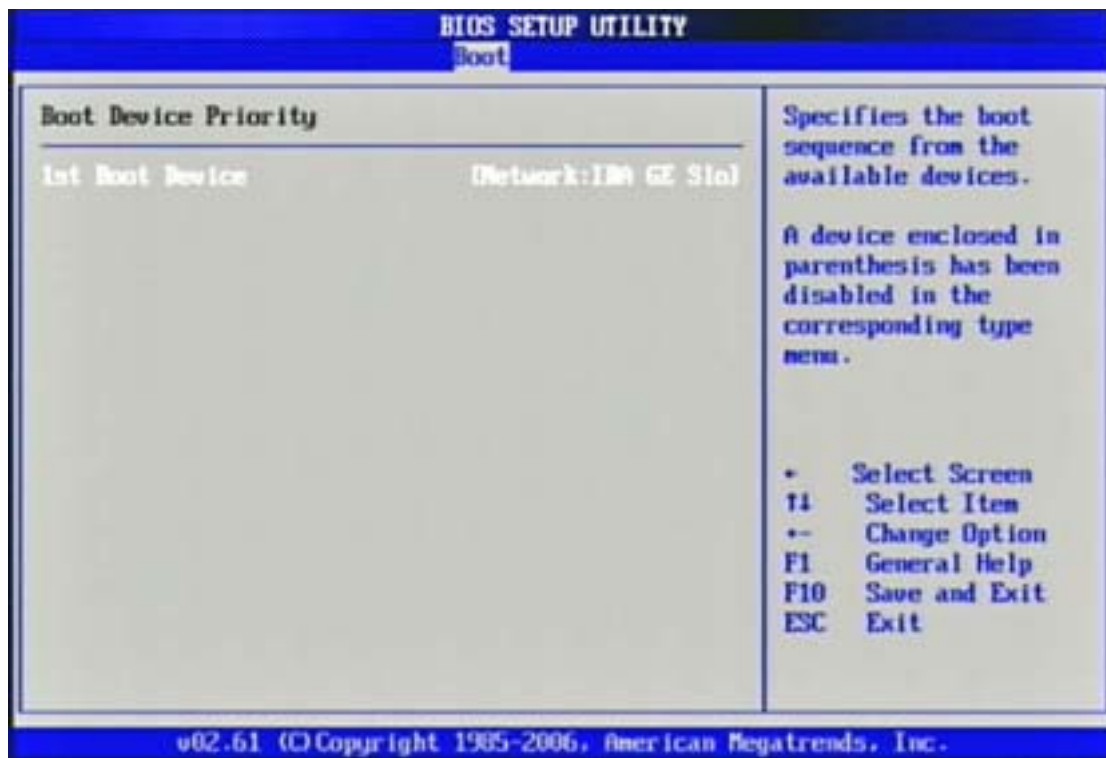 BIOS SETUP UTILITY
Boot
Boot Device Priority
1st Boot Device [Network:IBA GE Slo]
Specifies the boot
sequence from the
available devices.
A device enclosed in
parenthesis has been
disabled in the
corresponding type
menu.
← Select Screen
↑↓ Select Item
+- Change Option
F1 General Help
F10 Save and Exit
ESC Exit
v02.61 (C)Copyright 1985-2006, American Megatrends, Inc.